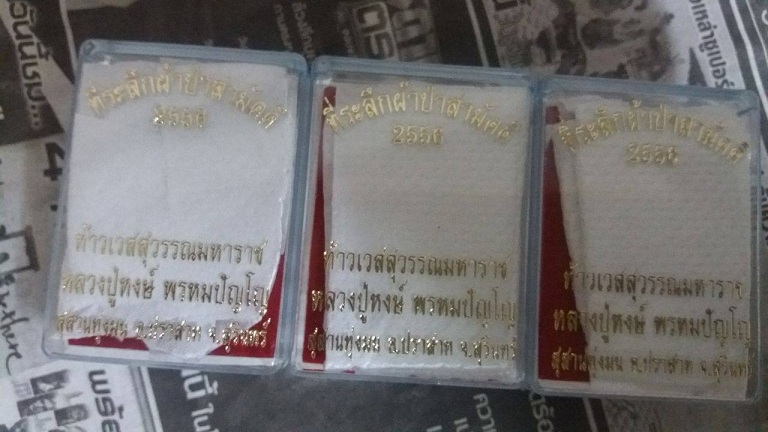 ที่ระลึกผ้าป่าสามัคคี
2556
ท้าวเวสสุวรรณมหาราช
หลวงปู่หงษ์ พรหมปัญโญ
สุสานทุ่งมน อ.ปราสาท จ.สุรินทร์
ที่ระลึกผ้าป่าสามัคคี
2556
ท้าวเวสสุวรรณมหาราช
หลวงปู่หงษ์ พรหมปัญโญ
สุสานทุ่งมน อ.ปราสาท จ.สุรินทร์
ที่ระลึกผ้าป่าสามัคคี
2556
ท้าวเวสสุวรรณมหาราช
หลวงปู่หงษ์ พรหมปัญโญ
สุสานทุ่งมน อ.ปราสาท จ.สุรินทร์